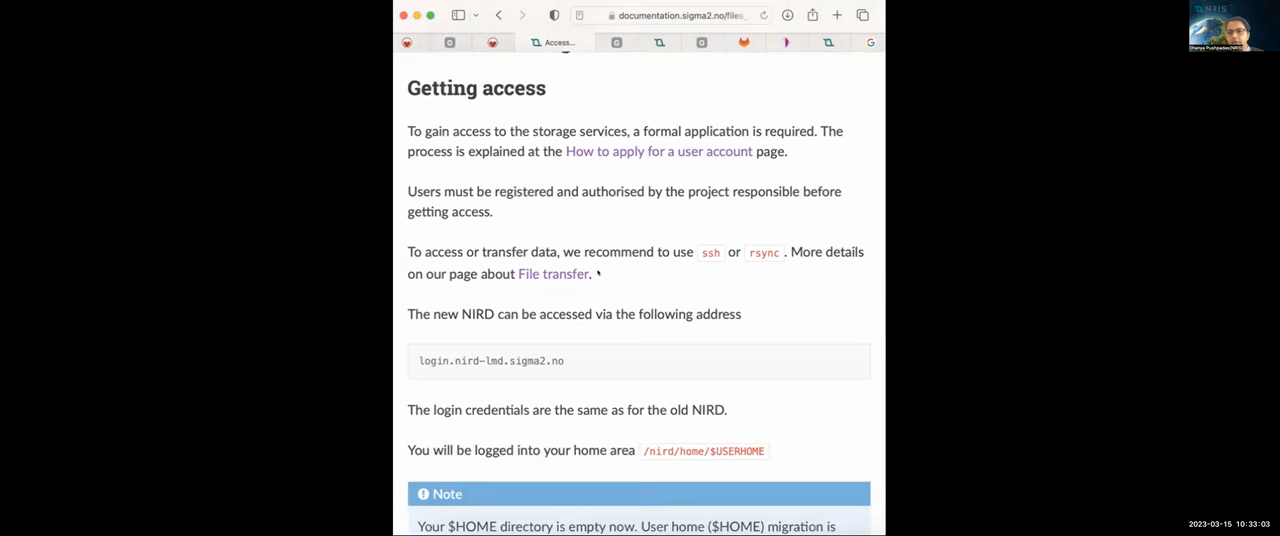 documentation.sigma2.no/files_
Access...
Getting access
To gain access to the storage services, a formal application is required. The
process is explained at the How to apply for a user account page.
Users must be registered and authorised by the project responsible before
getting access.
To access or transfer data, we recommend to use ssh or rsync. More details
on our page about File transfer.
The new NIRD can be accessed via the following address
login.nird-lmd.sigma2.no
The login credentials are the same as for the old NIRD.
You will be logged into your home area /nird/home/$USERHOME
Note
Your $HOME directory is empty now. User home ($HOME) migration is
NRIS
Dhanya Pushpadas(NRIS)
2023-03-15 10:33:03